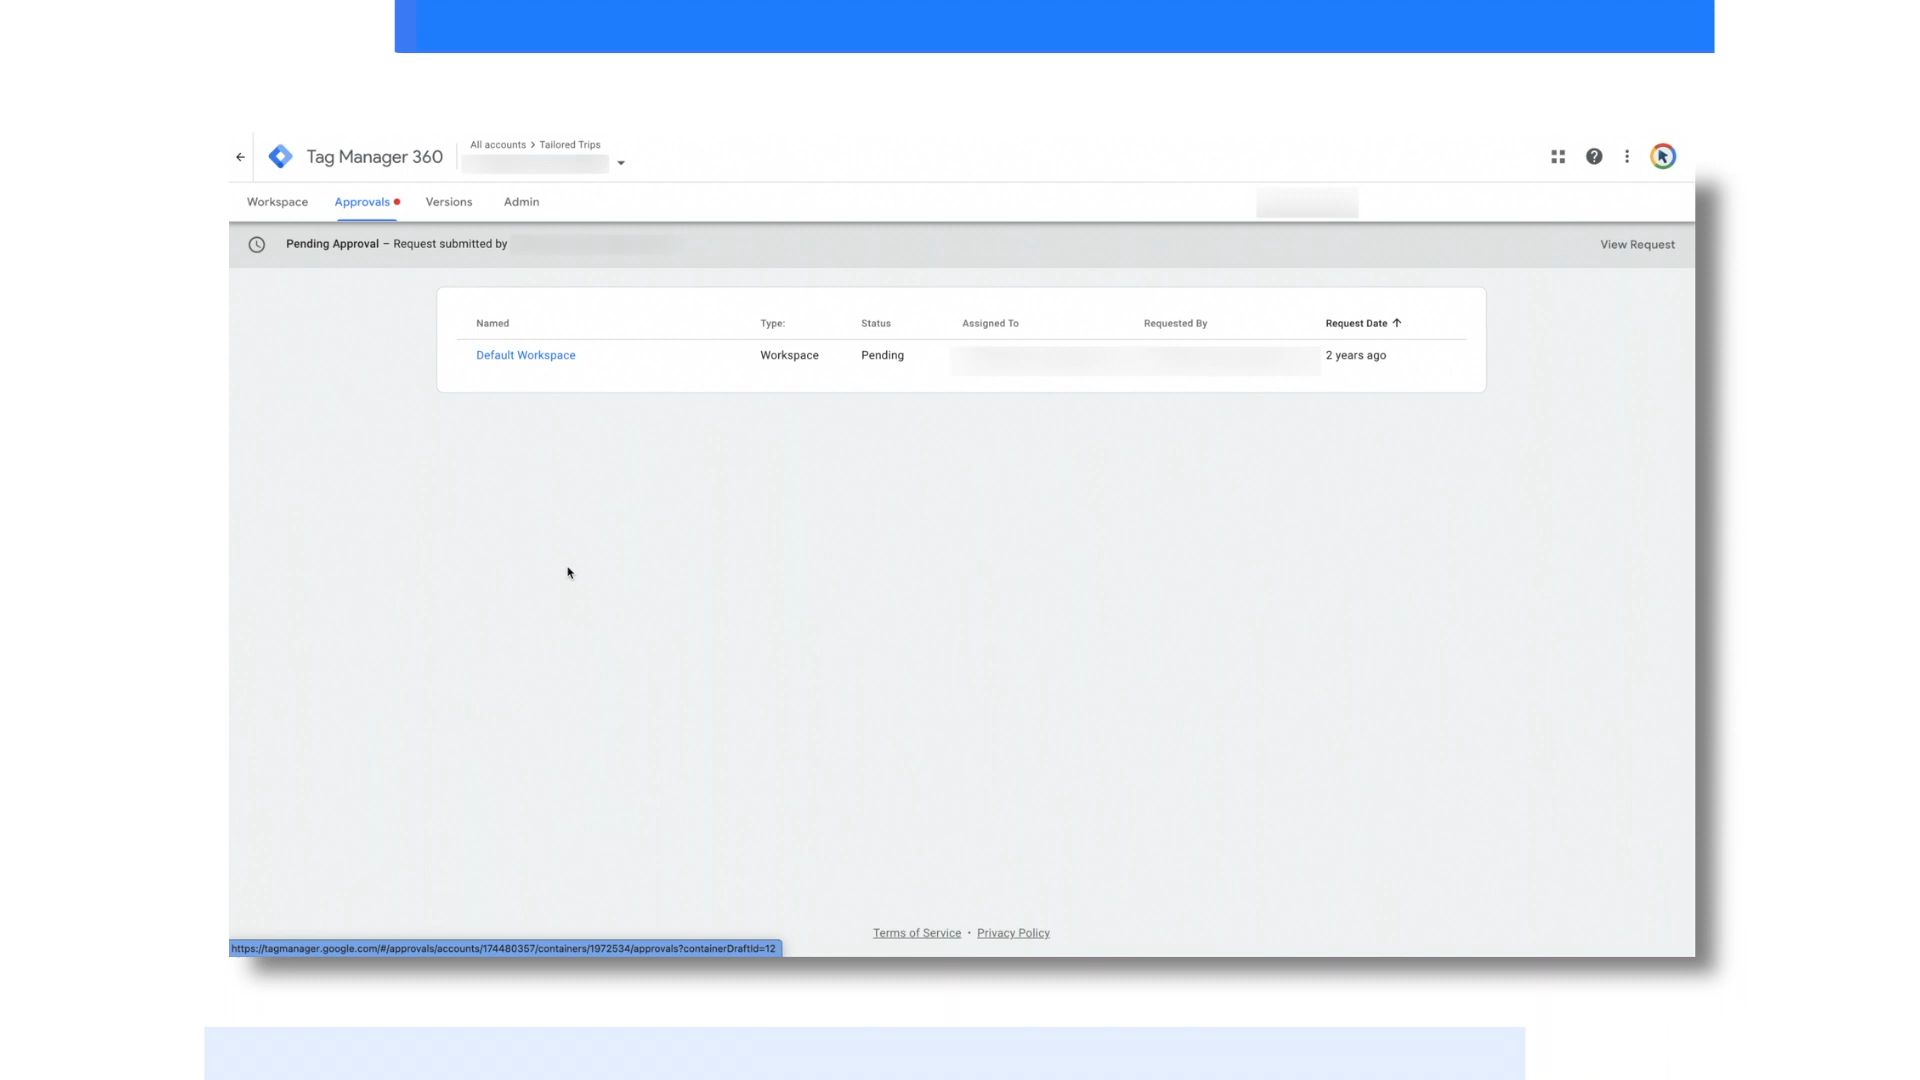 All accounts > Tailored Trips
Tag Manager 360
Workspace Approvals Versions Admin
Pending Approval – Request submitted by
View Request
Named Type: Status Assigned To Requested By Request Date
Default Workspace Workspace Pending 2 years ago
Terms of Service • Privacy Policy
https://tagmanager.google.com/#/approvals/accounts/174480357/containers/1972534/approvals?containerDraftId=12